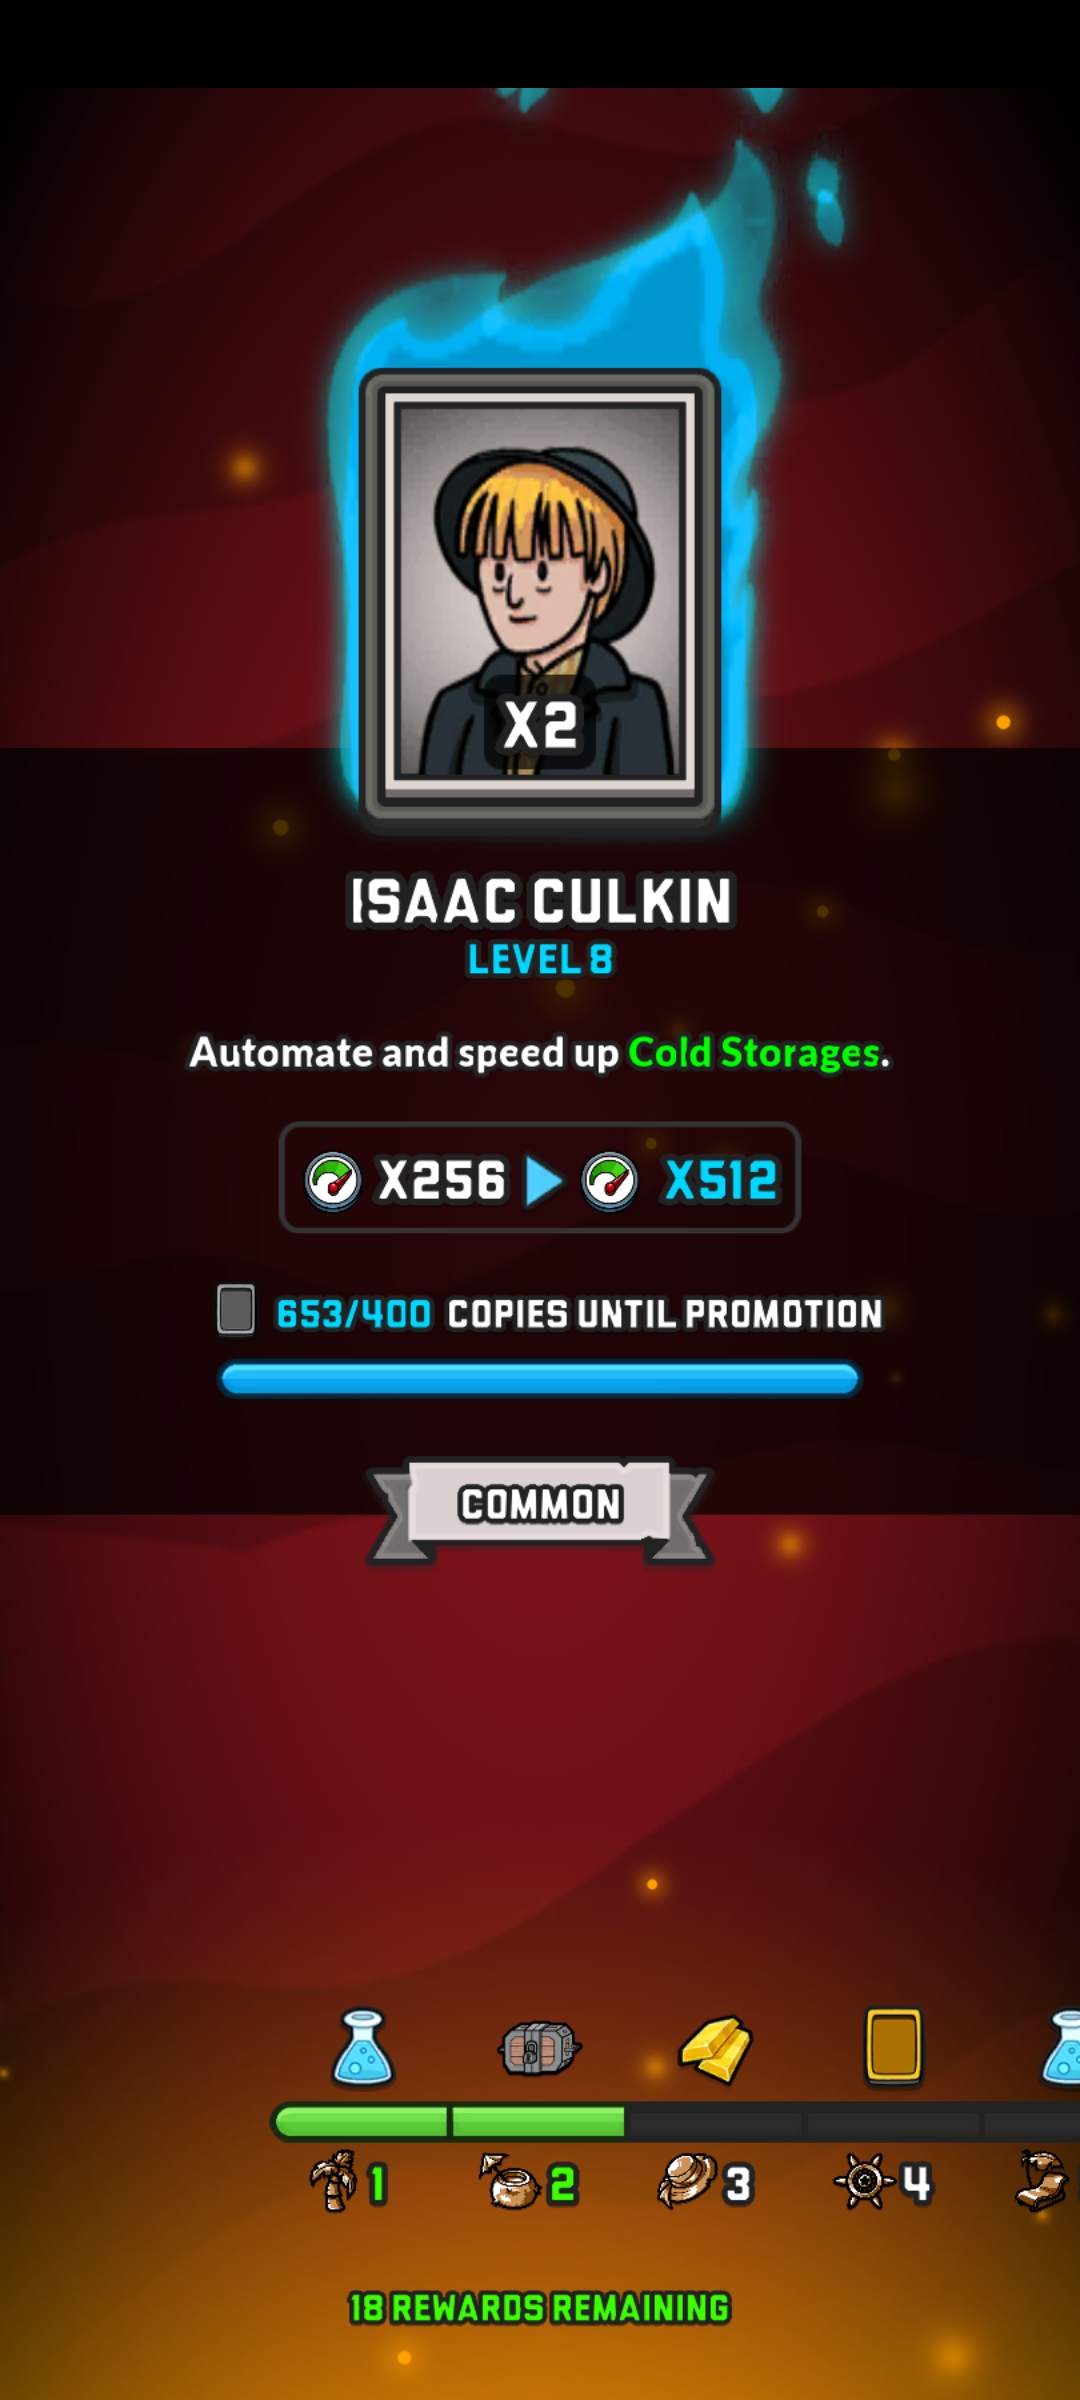 X2
ISAAC CULKIN
LEVEL 8
Automate and speed up Cold Storages.
X256 X512
653/400 COPIES UNTIL PROMOTION
COMMON
1 2 3 4
18 REWARDS REMAINING